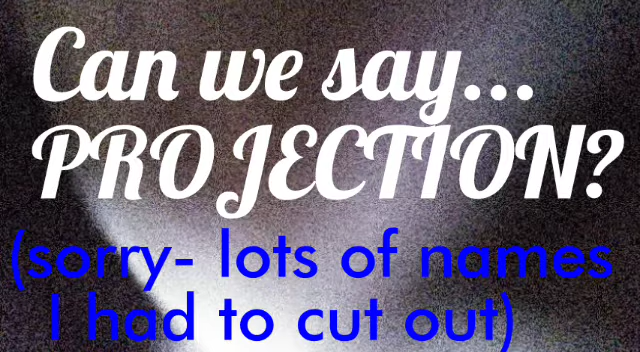 Can we say...
PROJECTION?
(sorry- lots of names
I had to cut out)